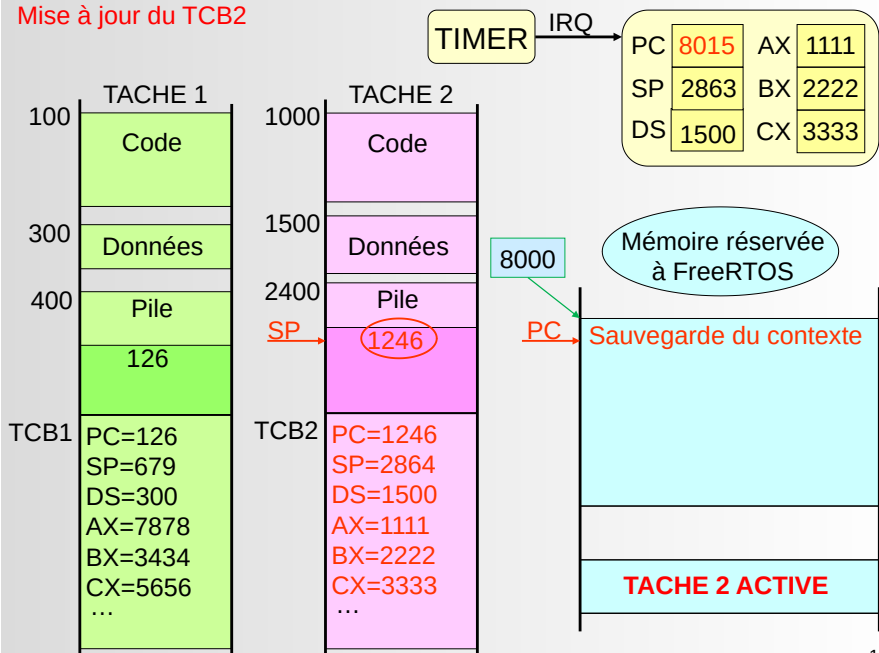 Mise à jour du TCB2
TIMER
IRQ
PC 8015 AX 1111
SP 2863 BX 2222
DS 1500 CX 3333
TACHE 1
100
Code
300
Données
400
Pile
126
TCB1
PC=126
SP=679
DS=300
AX=7878
BX=3434
CX=5656
…
TACHE 2
1000
Code
1500
Données
2400
Pile
SP
1246
TCB2
PC=1246
SP=2864
DS=1500
AX=1111
BX=2222
CX=3333
…
Mémoire réservée
à FreeRTOS
8000
PC
Sauvegarde du contexte
TACHE 2 ACTIVE